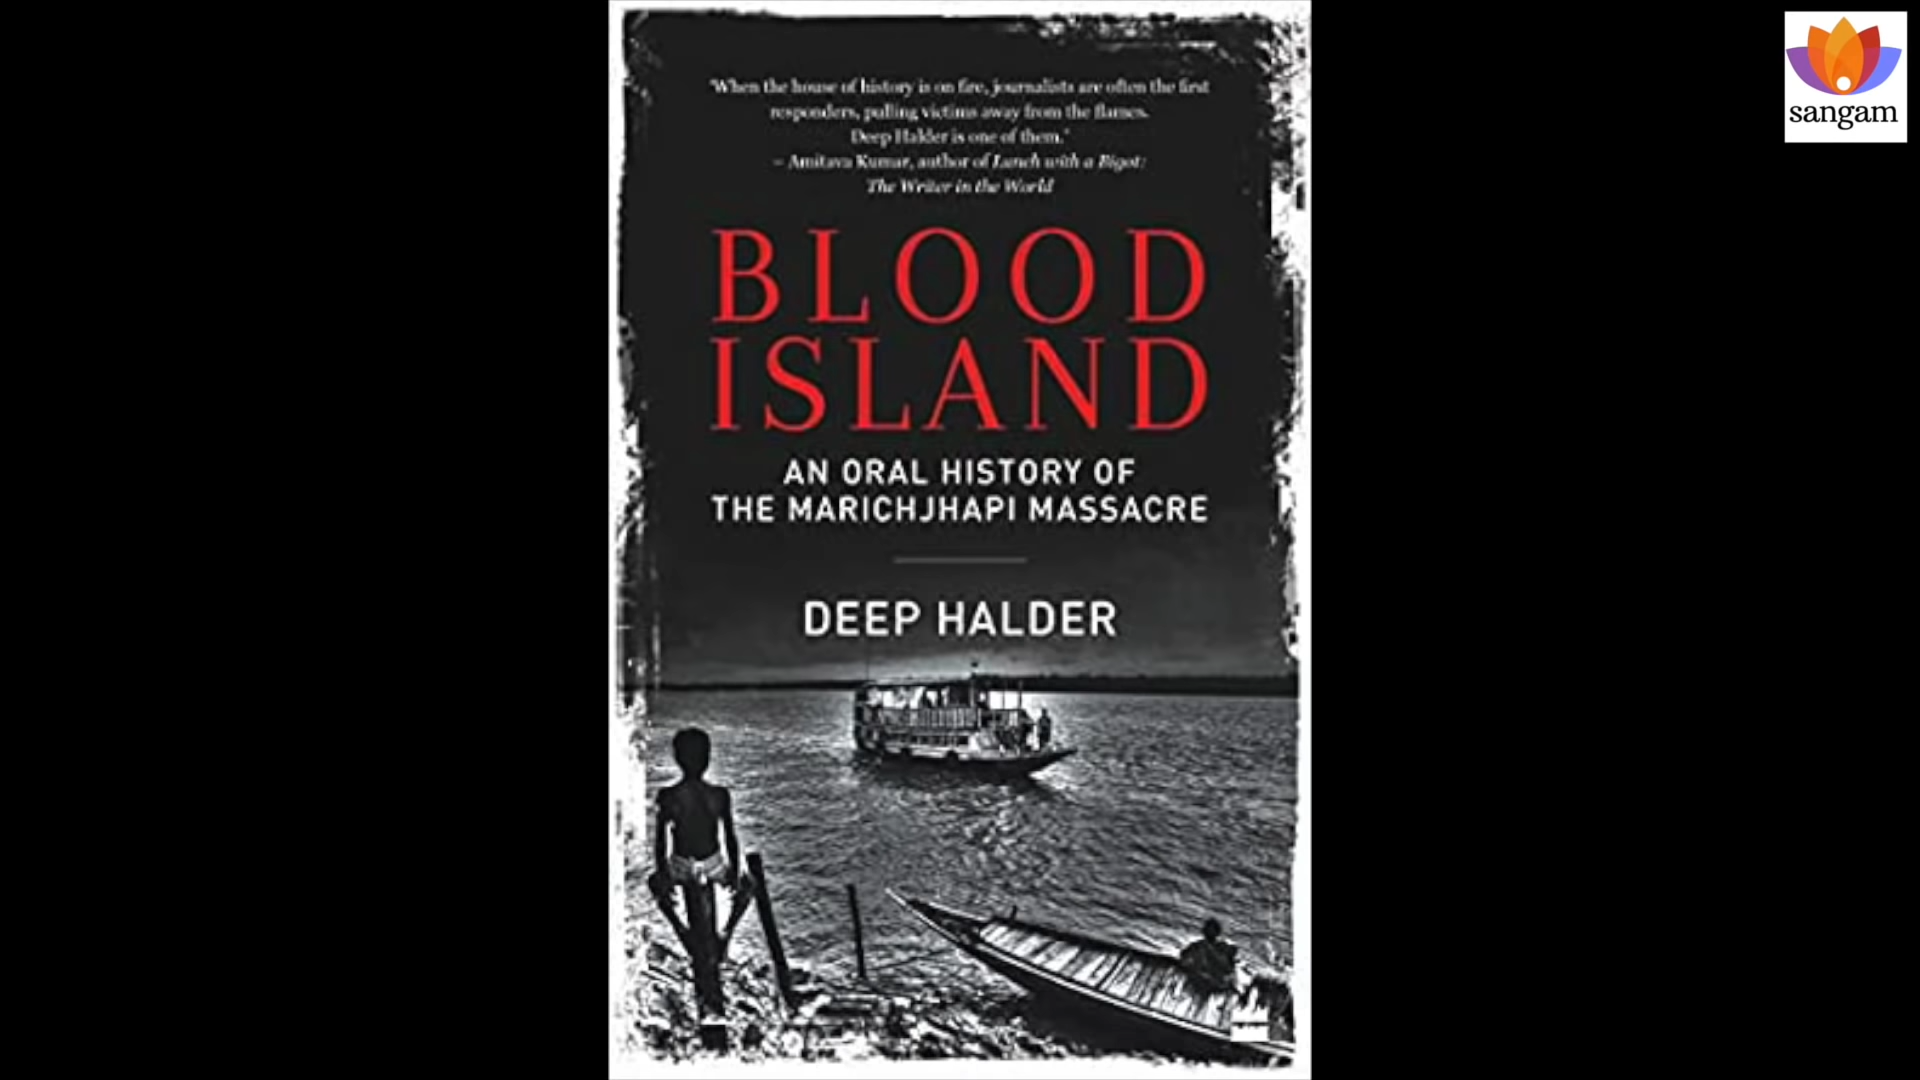 'When the house of history is on fire, journalists are often the first
responders, pulling victims away from the flames.
Deep Halder is one of them.'
– Amitava Kumar, author of Lunch with a Bigot:
The Writer in the World
BLOOD
ISLAND
AN ORAL HISTORY OF
THE MARICHJHAPI MASSACRE
DEEP HALDER
sangam